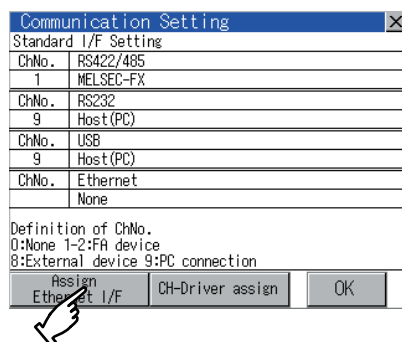 Communication Setting ×
Standard I/F Setting
ChNo. RS422/485
1 MELSEC-FX
ChNo. RS232
9 Host(PC)
ChNo. USB
9 Host(PC)
ChNo. Ethernet
None
Definition of ChNo.
0:None 1-2:FA device
8:External device 9:PC connection
Assign
Ethernet I/F
CH-Driver assign
OK